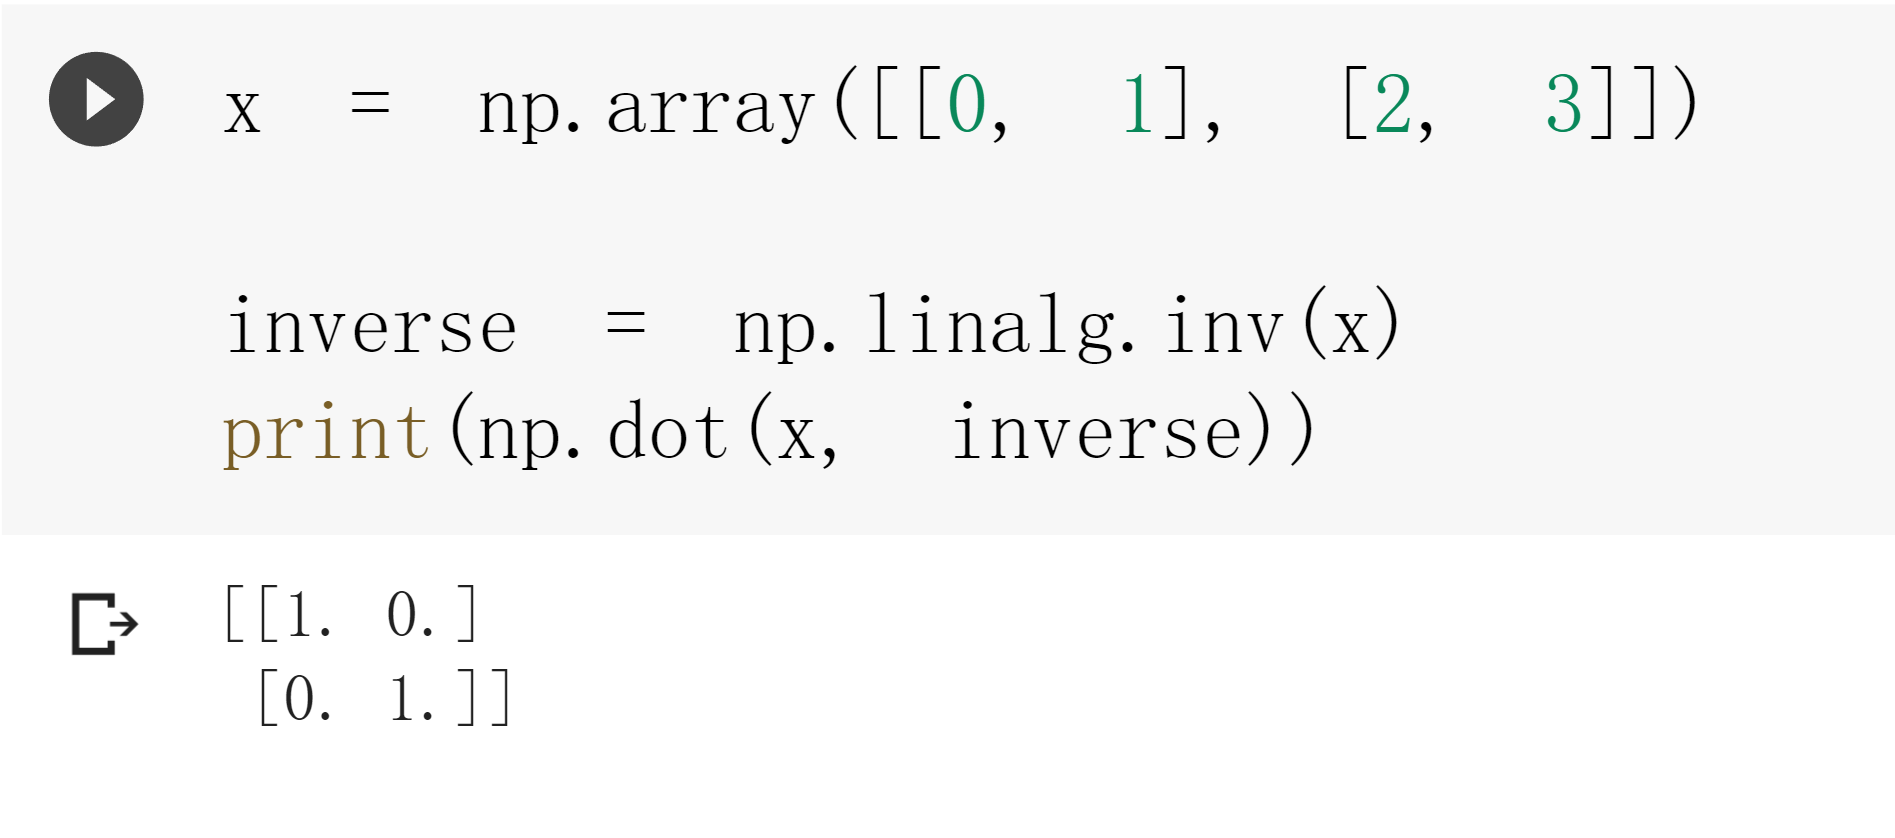 x = np.array([[0, 1], [2, 3]])
inverse = np.linalg.inv(x)
print(np.dot(x, inverse))
[[1. 0.]
 [0. 1.]]